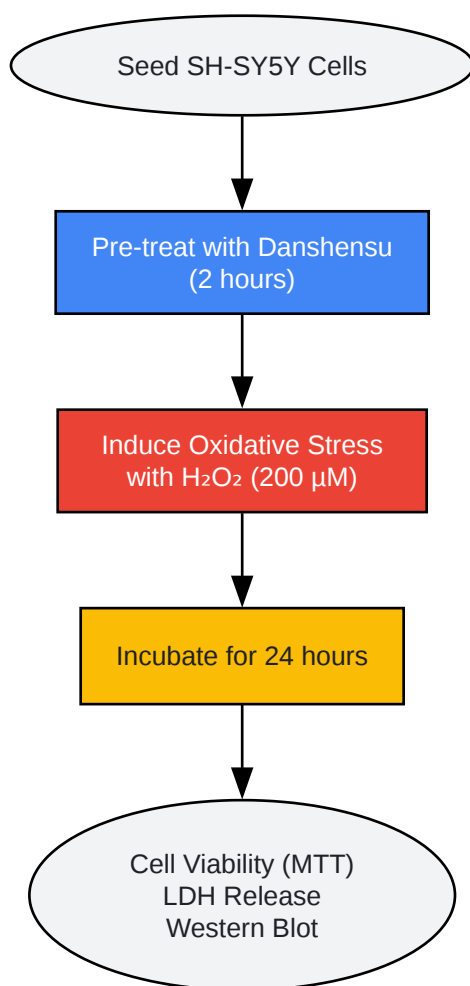 Seed SH-SY5Y Cells
Pre-treat with Danshensu
(2 hours)
Induce Oxidative Stress
with H₂O₂ (200 µM)
Incubate for 24 hours
Cell Viability (MTT)
LDH Release
Western Blot